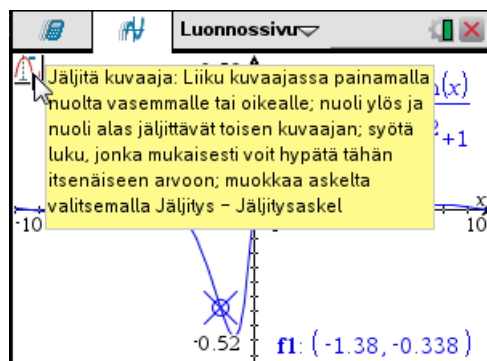 Luonnossivu
Jäljitä kuvaaja: Liiku kuvaajassa painamalla
nuolta vasemmalle tai oikealle; nuoli ylös ja
nuoli alas jäljittävät toisen kuvaajan; syötä
luku, jonka mukaisesti voit hypätä tähän
itsenäiseen arvoon; muokkaa askelta
valitsemalla Jäljitys – Jäljitysaskel
(x)
2
+1
x
-10
10
-0.52
f1: (-1.38, -0.338)